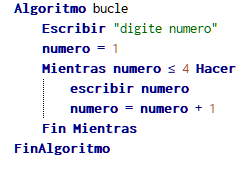 Algoritmo bucle
Escribir "digite numero"
numero = 1
Mientras numero ≤ 4 Hacer
escribir numero
numero = numero + 1
Fin Mientras
FinAlgoritmo